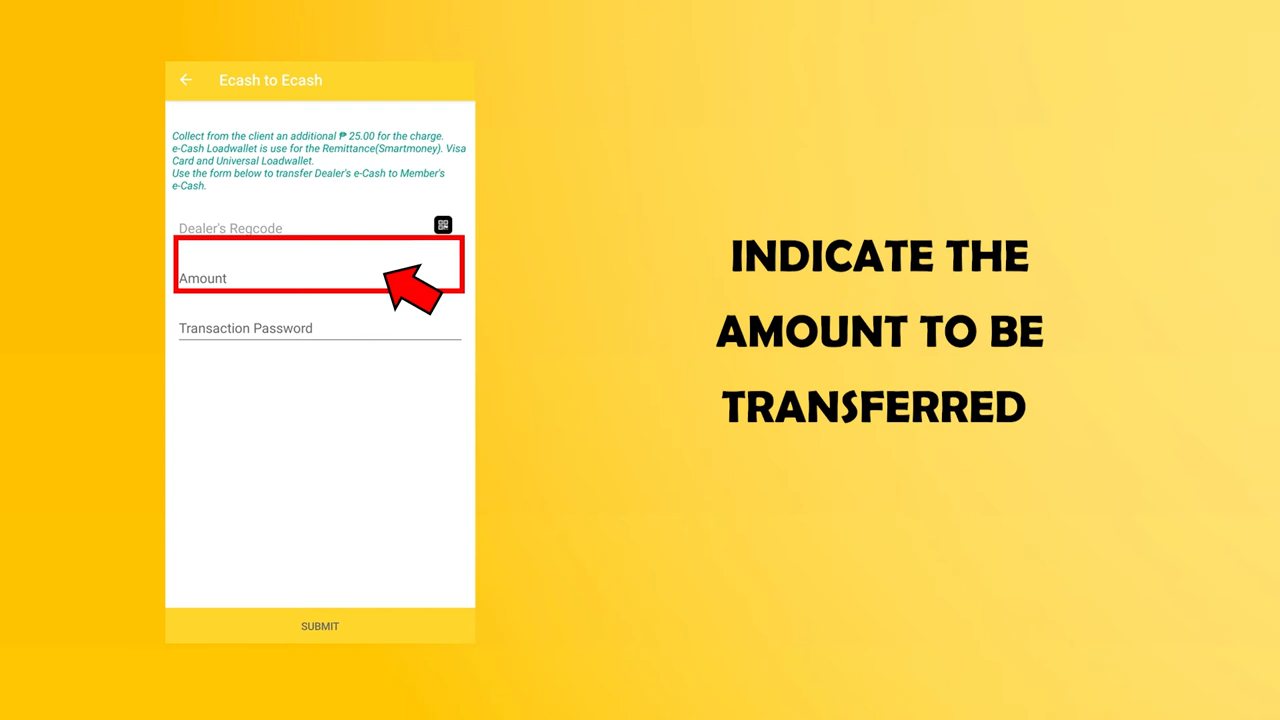 Ecash to Ecash
Collect from the client an additional ₱ 25.00 for the charge.
e-Cash Loadwallet is use for the Remittance(Smartmoney). Visa
Card and Universal Loadwallet.
Use the form below to transfer Dealer's e-Cash to Member's
e-Cash.
Dealer's Regcode
Amount
Transaction Password
SUBMIT
INDICATE THE
AMOUNT TO BE
TRANSFERRED